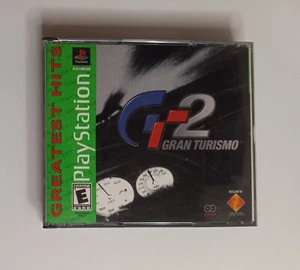 GREATEST HITS
PlayStation
GT2
GRAN TURISMO
E
SONY